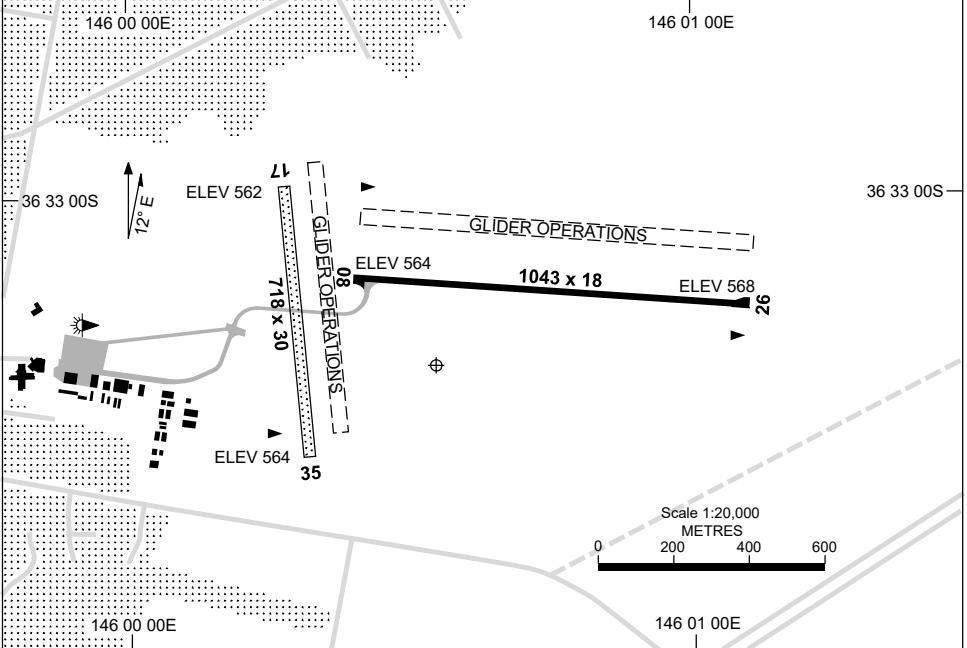 146 00 00E
146 01 00E
17
ELEV 562
36 33 00S
36 33 00S
12° E
GLIDER OPERATIONS
GLIDER OPERATIONS
ELEV 564
08
1043 x 18
ELEV 568
26
718 x 30
ELEV 564
35
Scale 1:20,000
METRES
0 200 400 600
146 00 00E
146 01 00E